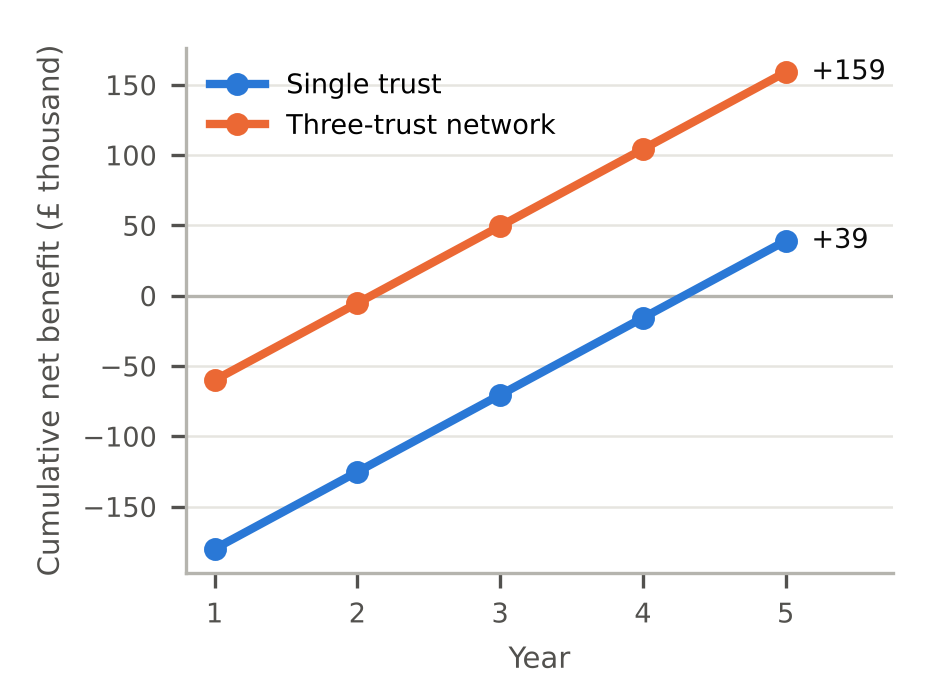 Cumulative net benefit (£ thousand)
150
100
50
0
−50
−100
−150
Single trust
Three-trust network
+159
+39
1 2 3 4 5
Year